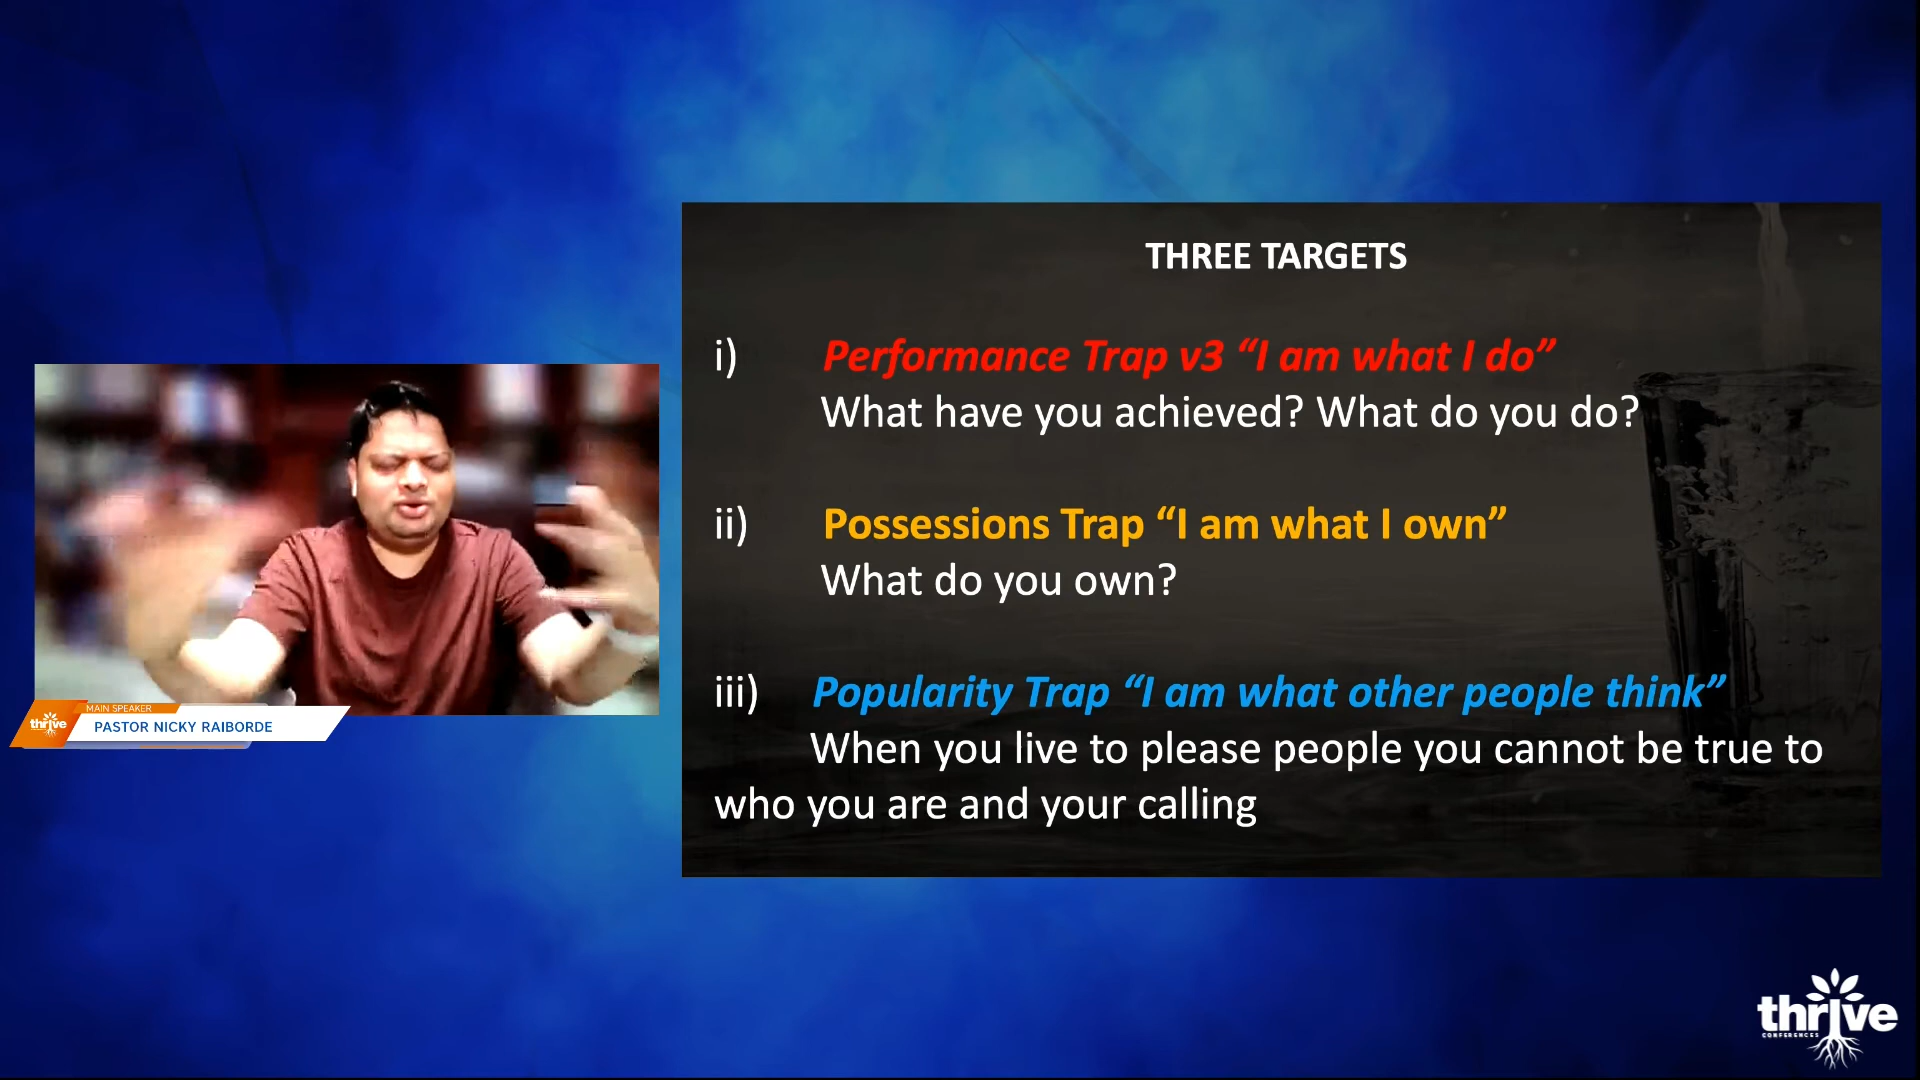 THREE TARGETS
i) Performance Trap v3 “I am what I do”
What have you achieved? What do you do?
ii) Possessions Trap “I am what I own”
What do you own?
iii) Popularity Trap “I am what other people think”
When you live to please people you cannot be true to
who you are and your calling
thrive
MAIN SPEAKER
PASTOR NICKY RAIBORDE
thrive
CONFERENCES